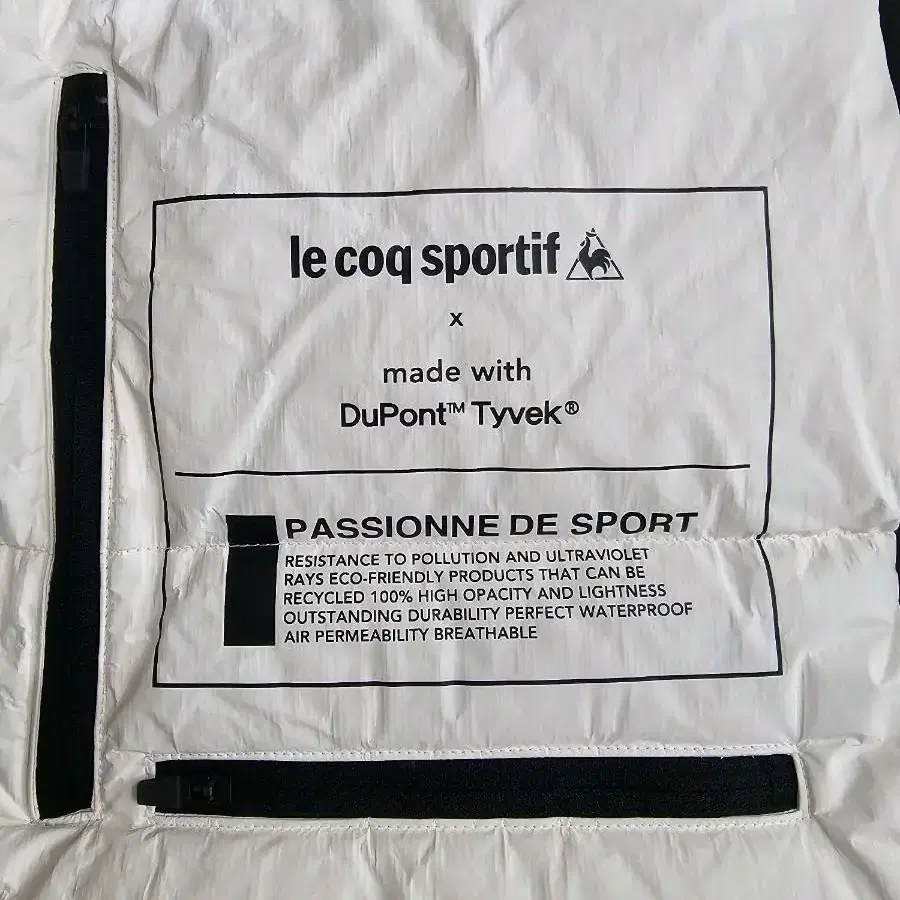 le coq sportif
x
made with
DuPont™ Tyvek®
PASSIONNE DE SPORT
RESISTANCE TO POLLUTION AND ULTRAVIOLET
RAYS ECO-FRIENDLY PRODUCTS THAT CAN BE
RECYCLED 100% HIGH OPACITY AND LIGHTNESS
OUTSTANDING DURABILITY PERFECT WATERPROOF
AIR PERMEABILITY BREATHABLE